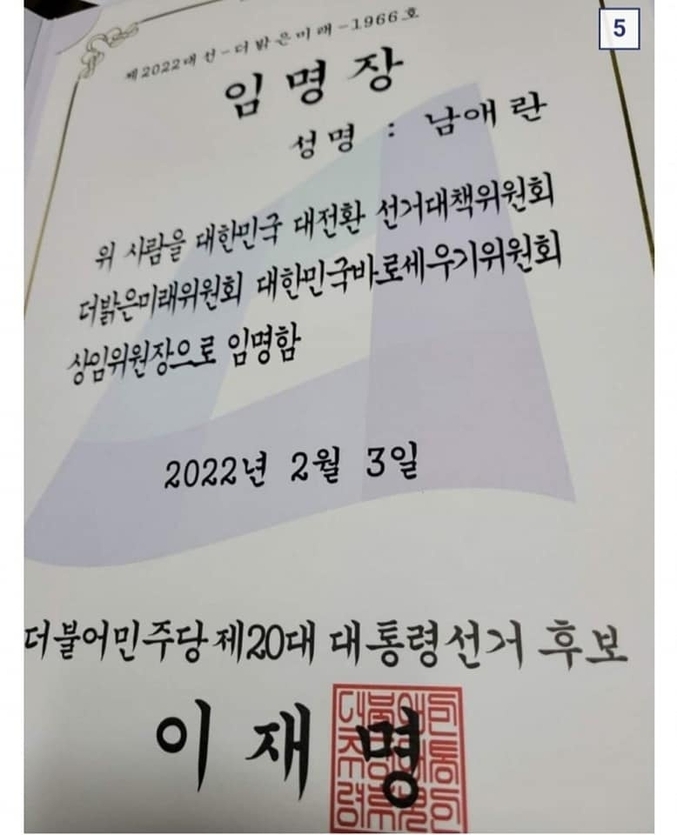 5
제2022대선-더밝은미래-1966호
임명장
성명 : 남애란
위 사람을 대한민국 대전환 선거대책위원회
더밝은미래위원회 대한민국바로세우기위원회
상임위원장으로 임명함
2022년 2월 3일
더불어민주당 제20대 대통령선거 후보
이재명